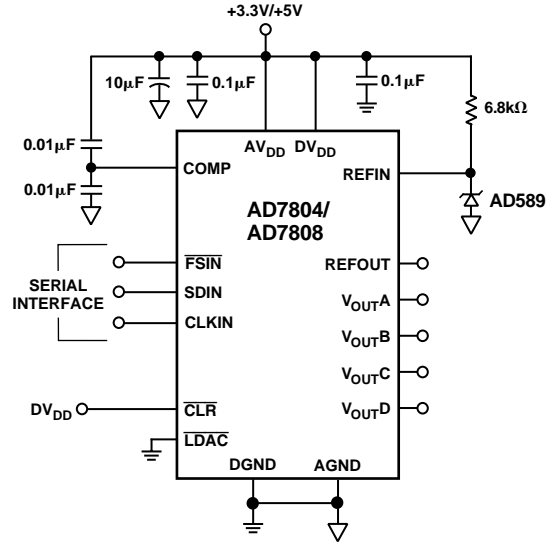 +3.3V/+5V
10μF
0.1μF
0.1μF
6.8kΩ
0.01μF
0.01μF
AVDD DVDD
COMP
REFIN
AD7804/
AD7808
AD589
FSIN
REFOUT
SERIAL
INTERFACE
SDIN
VOUTA
CLKIN
VOUTB
VOUTC
DVDD
CLR
VOUTD
LDAC
DGND
AGND